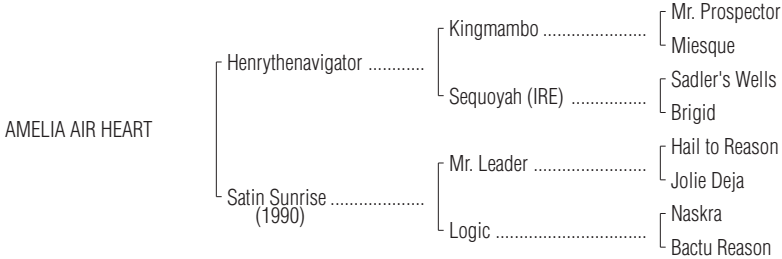 Mr. Prospector
Kingmambo ......................
Miesque
Henrythenavigator ............
Sadler's Wells
Sequoyah (IRE) ................
Brigid
AMELIA AIR HEART
Hail to Reason
Mr. Leader ........................
Jolie Deja
Satin Sunrise ....................
(1990)
Naskra
Logic ................................
Bactu Reason